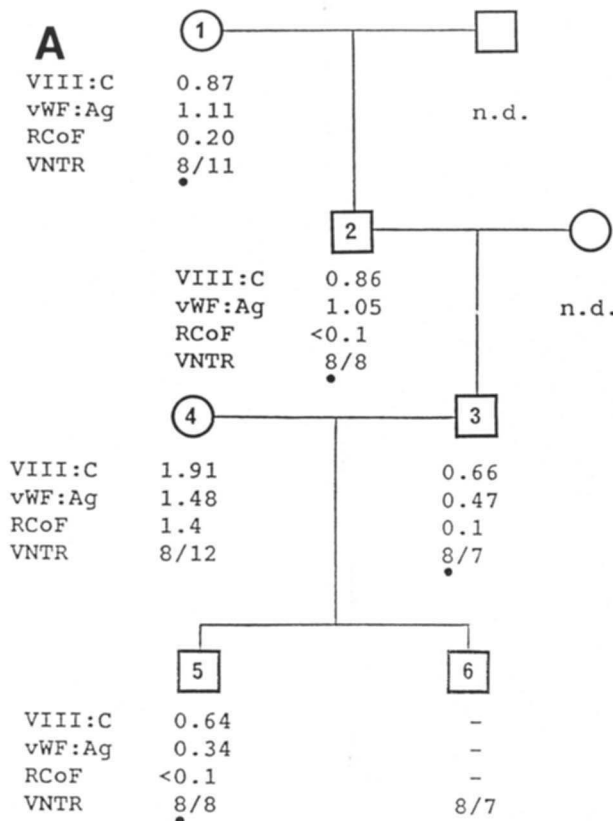 A
1
VIII:C 0.87
vWF:Ag 1.11
RCoF 0.20
VNTR 8/11
n.d.
2
VIII:C 0.86
vWF:Ag 1.05
RCoF <0.1
VNTR 8/8
n.d.
4 3
VIII:C 1.91 0.66
vWF:Ag 1.48 0.47
RCoF 1.4 0.1
VNTR 8/12 8/7
5 6
VIII:C 0.64 -
vWF:Ag 0.34 -
RCoF <0.1 -
VNTR 8/8 8/7